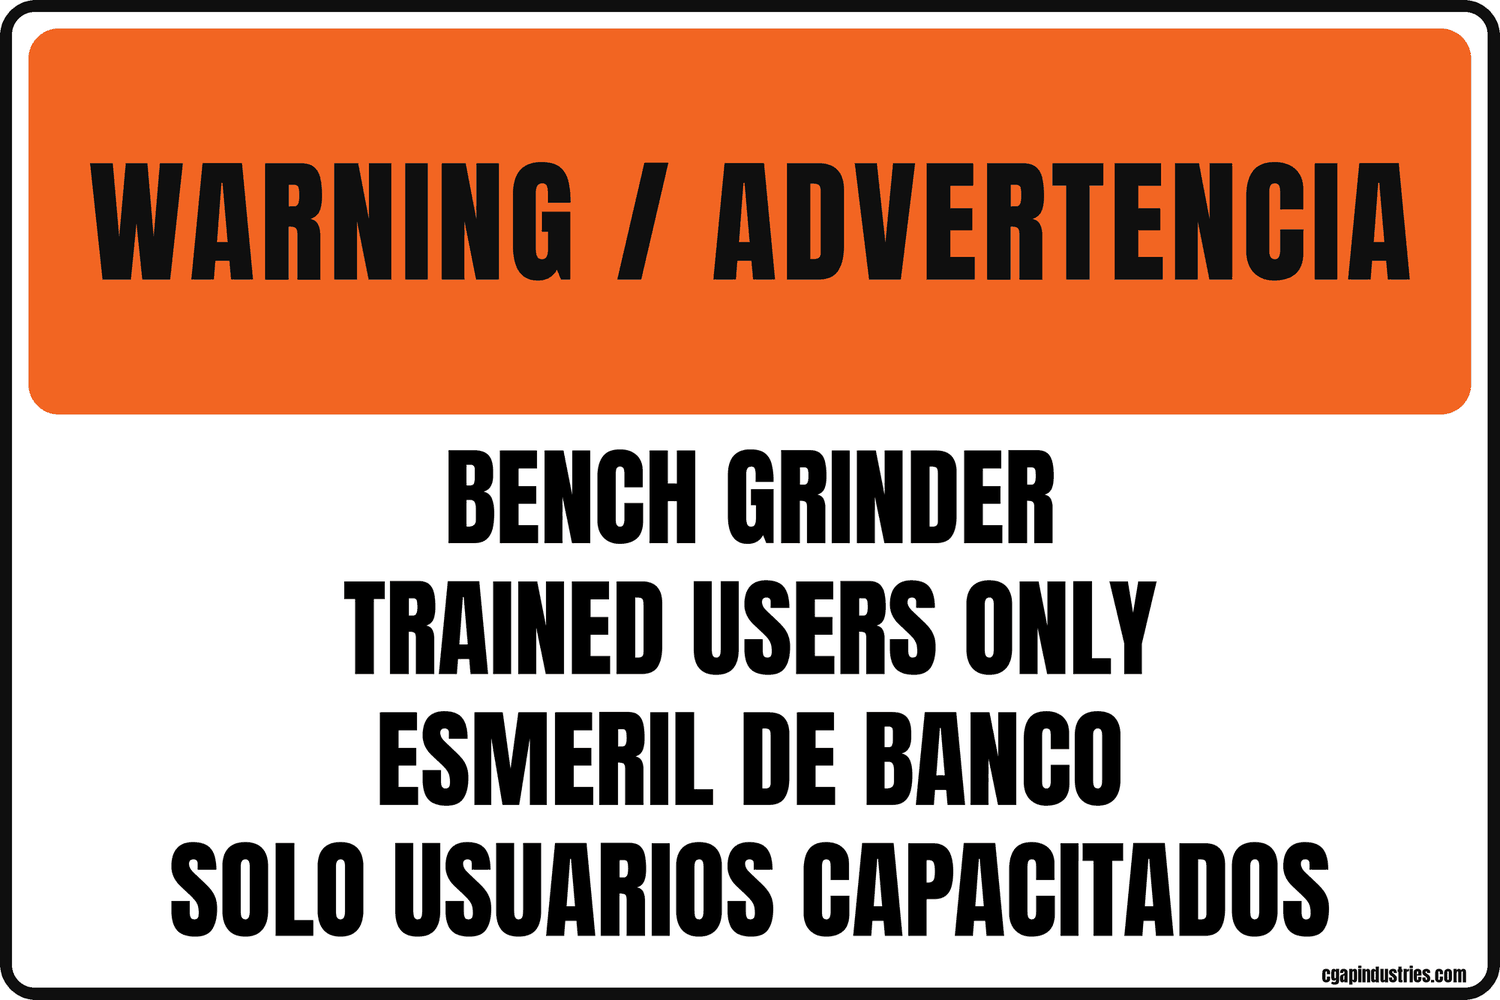 WARNING / ADVERTENCIA
BENCH GRINDER
TRAINED USERS ONLY
ESMERIL DE BANCO
SOLO USUARIOS CAPACITADOS
cgapindustries.com